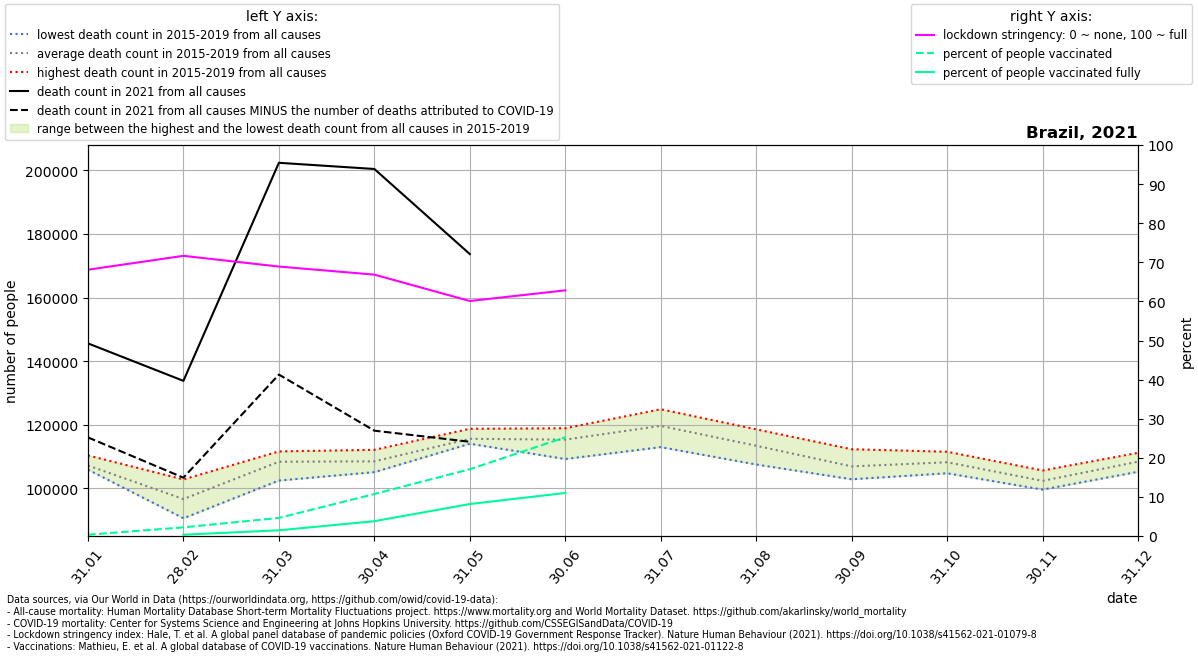 left Y axis:
lowest death count in 2015-2019 from all causes
average death count in 2015-2019 from all causes
highest death count in 2015-2019 from all causes
death count in 2021 from all causes
death count in 2021 from all causes MINUS the number of deaths attributed to COVID-19
range between the highest and the lowest death count from all causes in 2015-2019
right Y axis:
lockdown stringency: 0 ~ none, 100 ~ full
percent of people vaccinated
percent of people vaccinated fully
Brazil, 2021
number of people
200000
180000
160000
140000
120000
100000
100
90
80
70
60
50
40
30
20
10
0
percent
31.01
28.02
31.03
30.04
31.05
30.06
31.07
31.08
30.09
31.10
30.11
31.12
date
Data sources, via Our World in Data (https://ourworldindata.org, https://github.com/owid/covid-19-data):
- All-cause mortality: Human Mortality Database Short-term Mortality Fluctuations project. https://www.mortality.org and World Mortality Dataset. https://github.com/akarlinsky/world_mortality
- COVID-19 mortality: Center for Systems Science and Engineering at Johns Hopkins University. https://github.com/CSSEGISandData/COVID-19
- Lockdown stringency index: Hale, T. et al. A global panel database of pandemic policies (Oxford COVID-19 Government Response Tracker). Nature Human Behaviour (2021). https://doi.org/10.1038/s41562-021-01079-8
- Vaccinations: Mathieu, E. et al. A global database of COVID-19 vaccinations. Nature Human Behaviour (2021). https://doi.org/10.1038/s41562-021-01122-8